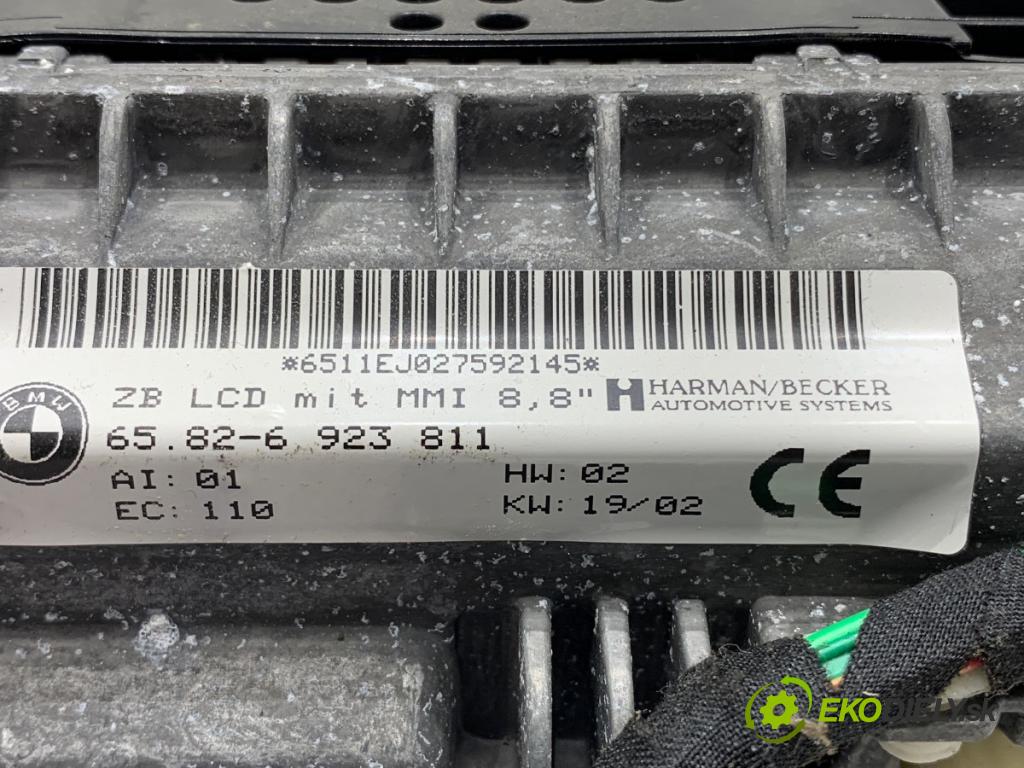 *6511EJ027592145*
BMW
ZB LCD mit MMI 8,8"
HARMAN/BECKER
AUTOMOTIVE SYSTEMS
65.82-6 923 811
AI: 01
HW: 02
EC: 110
KW: 19/02
CE
EKODIELY.sk